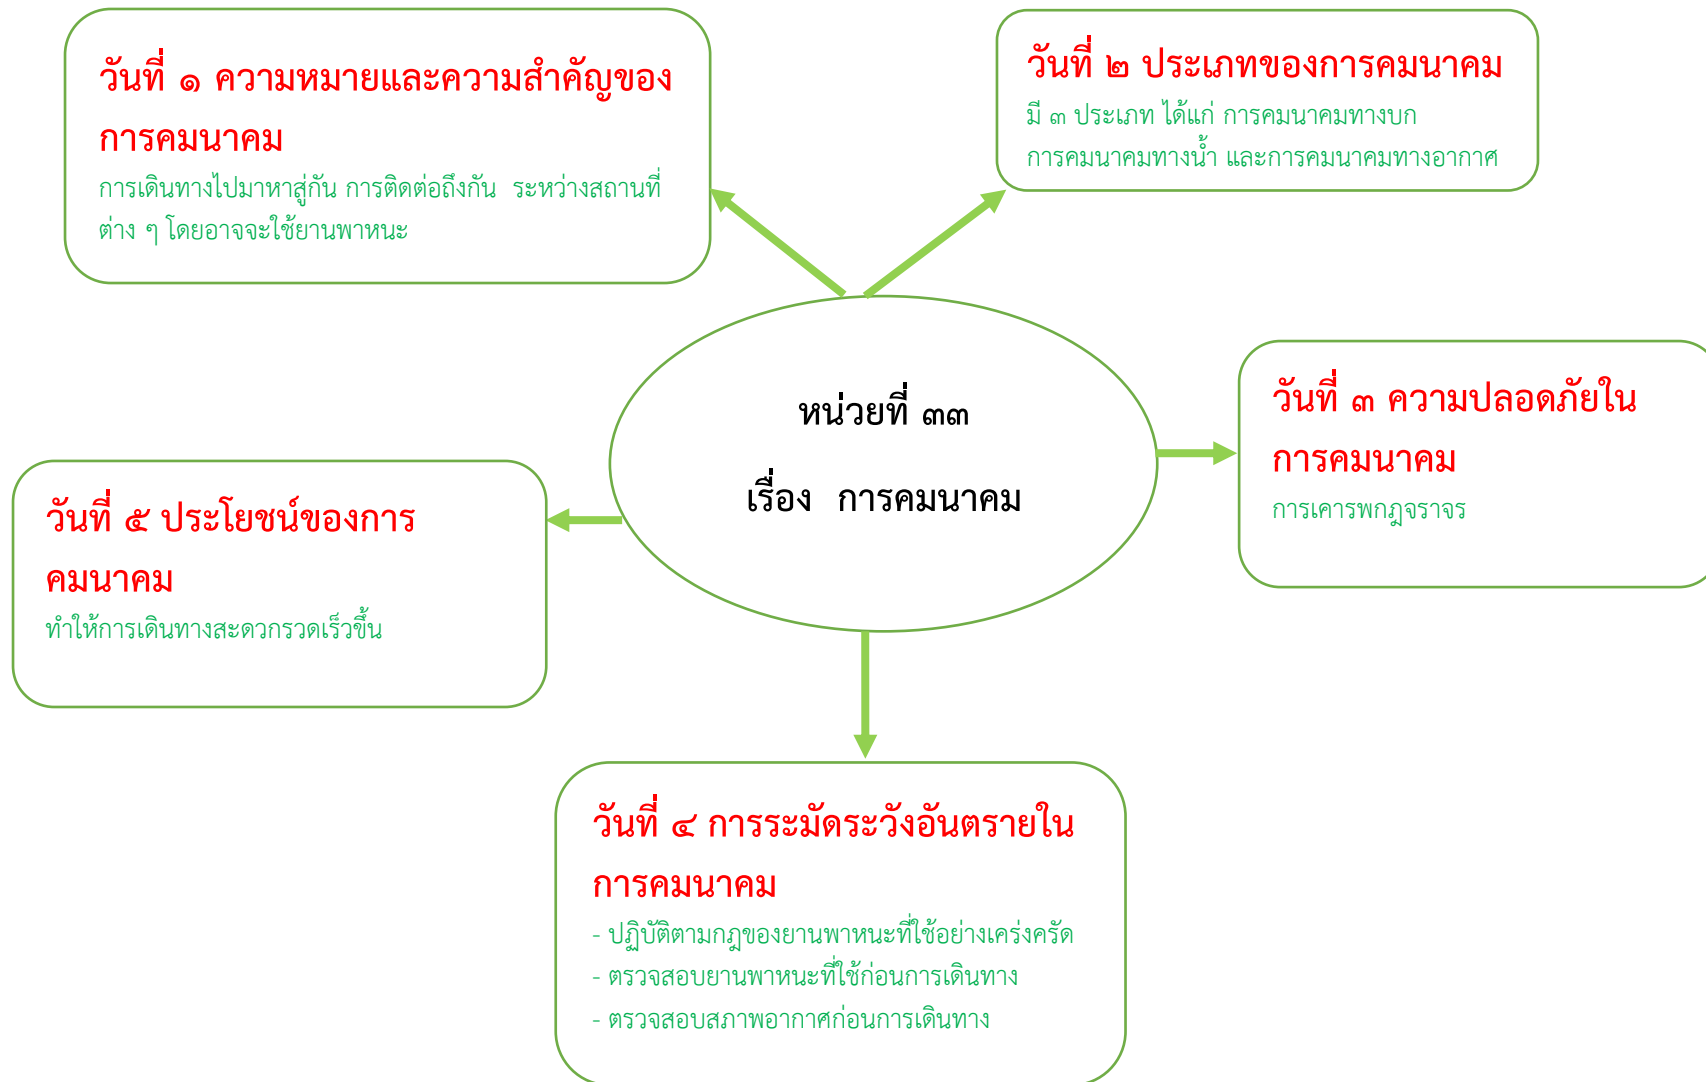 วันที่ ๑ ความหมายและความสำคัญของ
การคมนาคม
การเดินทางไปมาหาสู่กัน การติดต่อถึงกัน ระหว่างสถานที่
ต่าง ๆ โดยอาจจะใช้ยานพาหนะ
วันที่ ๒ ประเภทของการคมนาคม
มี ๓ ประเภท ได้แก่ การคมนาคมทางบก
การคมนาคมทางน้ำ และการคมนาคมทางอากาศ
หน่วยที่ ๓๓
เรื่อง การคมนาคม
วันที่ ๓ ความปลอดภัยใน
การคมนาคม
การเคารพกฎจราจร
วันที่ ๕ ประโยชน์ของการ
คมนาคม
ทำให้การเดินทางสะดวกรวดเร็วขึ้น
วันที่ ๔ การระมัดระวังอันตรายใน
การคมนาคม
- ปฏิบัติตามกฎของยานพาหนะที่ใช้อย่างเคร่งครัด
- ตรวจสอบยานพาหนะที่ใช้ก่อนการเดินทาง
- ตรวจสอบสภาพอากาศก่อนการเดินทาง